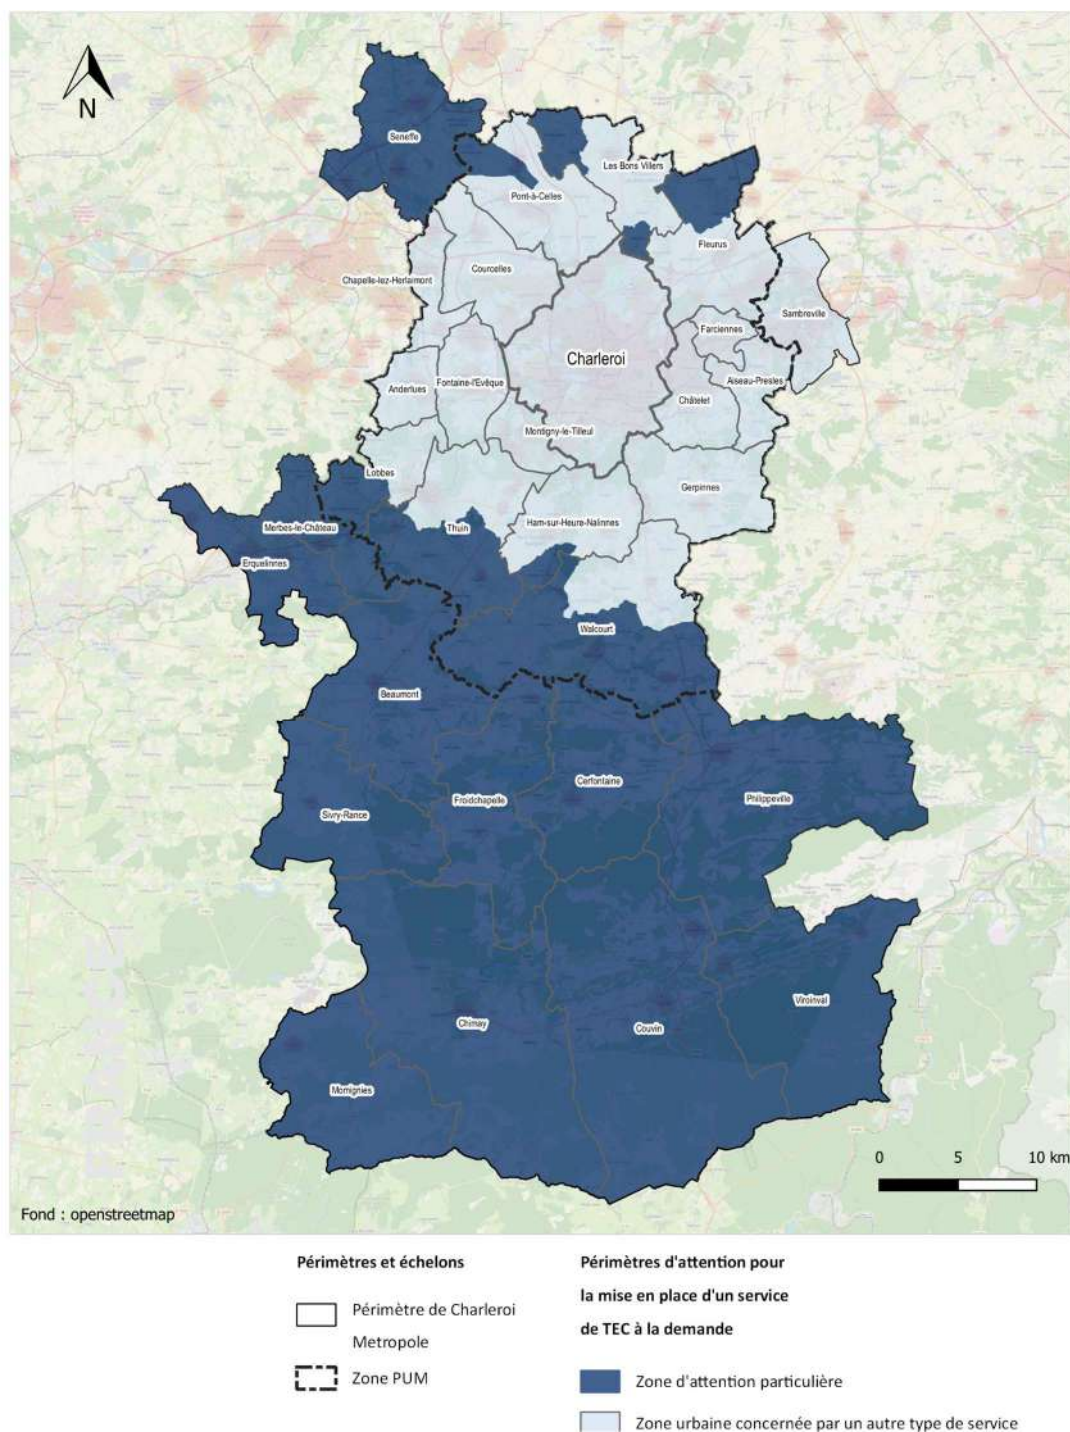 N
Seneffe
Les Bons Villers
Pont-à-Celles
Fleurus
Courcelles
Chapelle-lez-Herlaimont
Sambreville
Farciennes
Charleroi
Aiseau-Presles
Fontaine-l'Evêque
Anderlues
Châtelet
Montigny-le-Tilleul
Lobbes
Gerpinnes
Ham-sur-Heure-Nalinnes
Thuin
Merbes-le-Château
Erquelinnes
Walcourt
Beaumont
Cerfontaine
Froidchapelle
Philippeville
Sivry-Rance
Viroinval
Chimay
Couvin
Momignies
0 5 10 km
Fond : openstreetmap
Périmètres et échelons
Périmètre de Charleroi
Metropole
Zone PUM
Périmètres d'attention pour
la mise en place d'un service
de TEC à la demande
Zone d'attention particulière
Zone urbaine concernée par un autre type de service